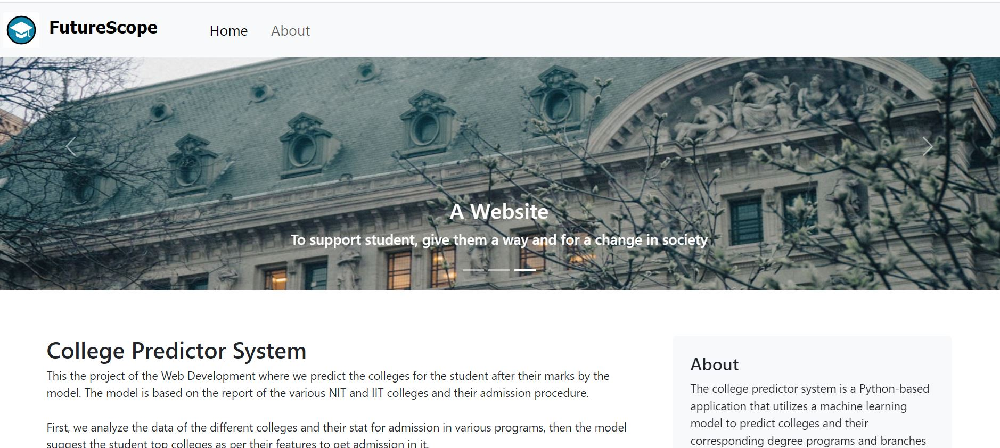 FutureScope
Home
About
A Website
To support student, give them a way and for a change in society
College Predictor System
This the project of the Web Development where we predict the colleges for the student after their marks by the
model. The model is based on the report of the various NIT and IIT colleges and their admission procedure.
First, we analyze the data of the different colleges and their stat for admission in various programs, then the model
suggest the student top colleges as per their features to get admission in it.
About
The college predictor system is a Python-based
application that utilizes a machine learning
model to predict colleges and their
corresponding degree programs and branches